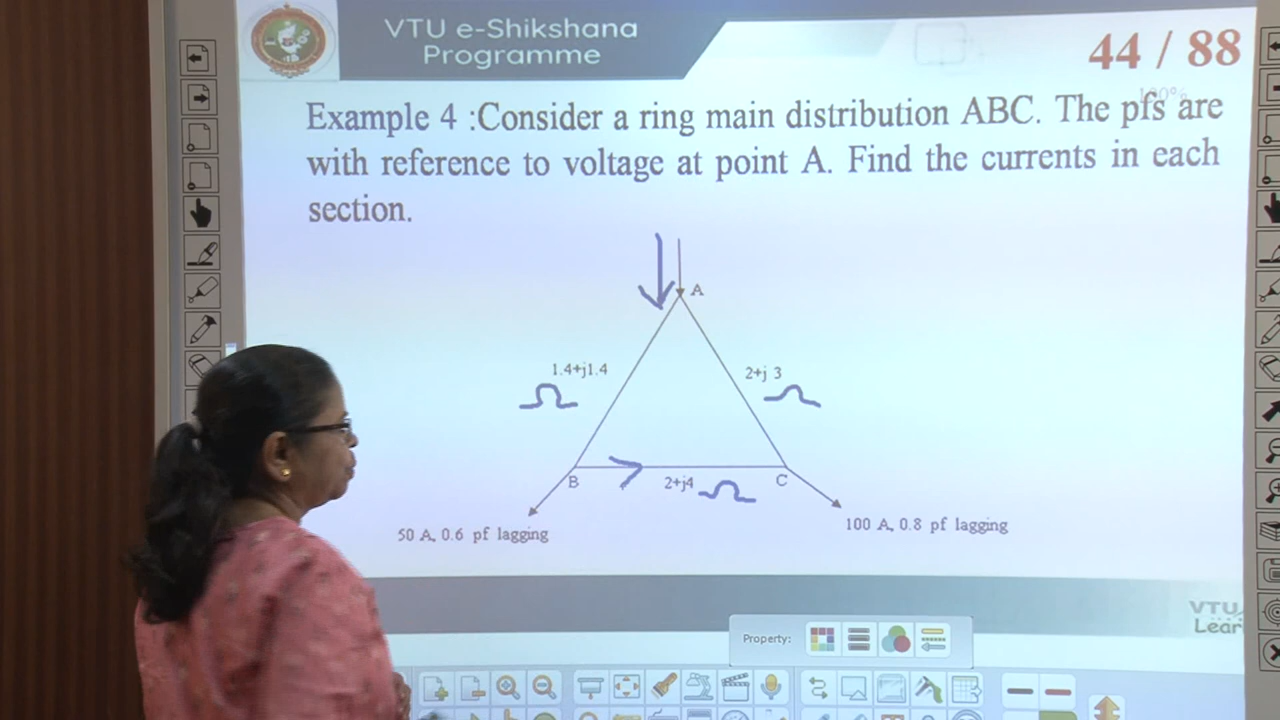 VTU e-Shikshana
Programme
44 / 88
Example 4 :Consider a ring main distribution ABC. The pfs are
with reference to voltage at point A. Find the currents in each
section.
A
1.4+j1.4
Ω
2+j 3
Ω
B
2+j4
Ω
C
50 A, 0.6 pf lagging
100 A, 0.8 pf lagging
VTU
Lear
Property: